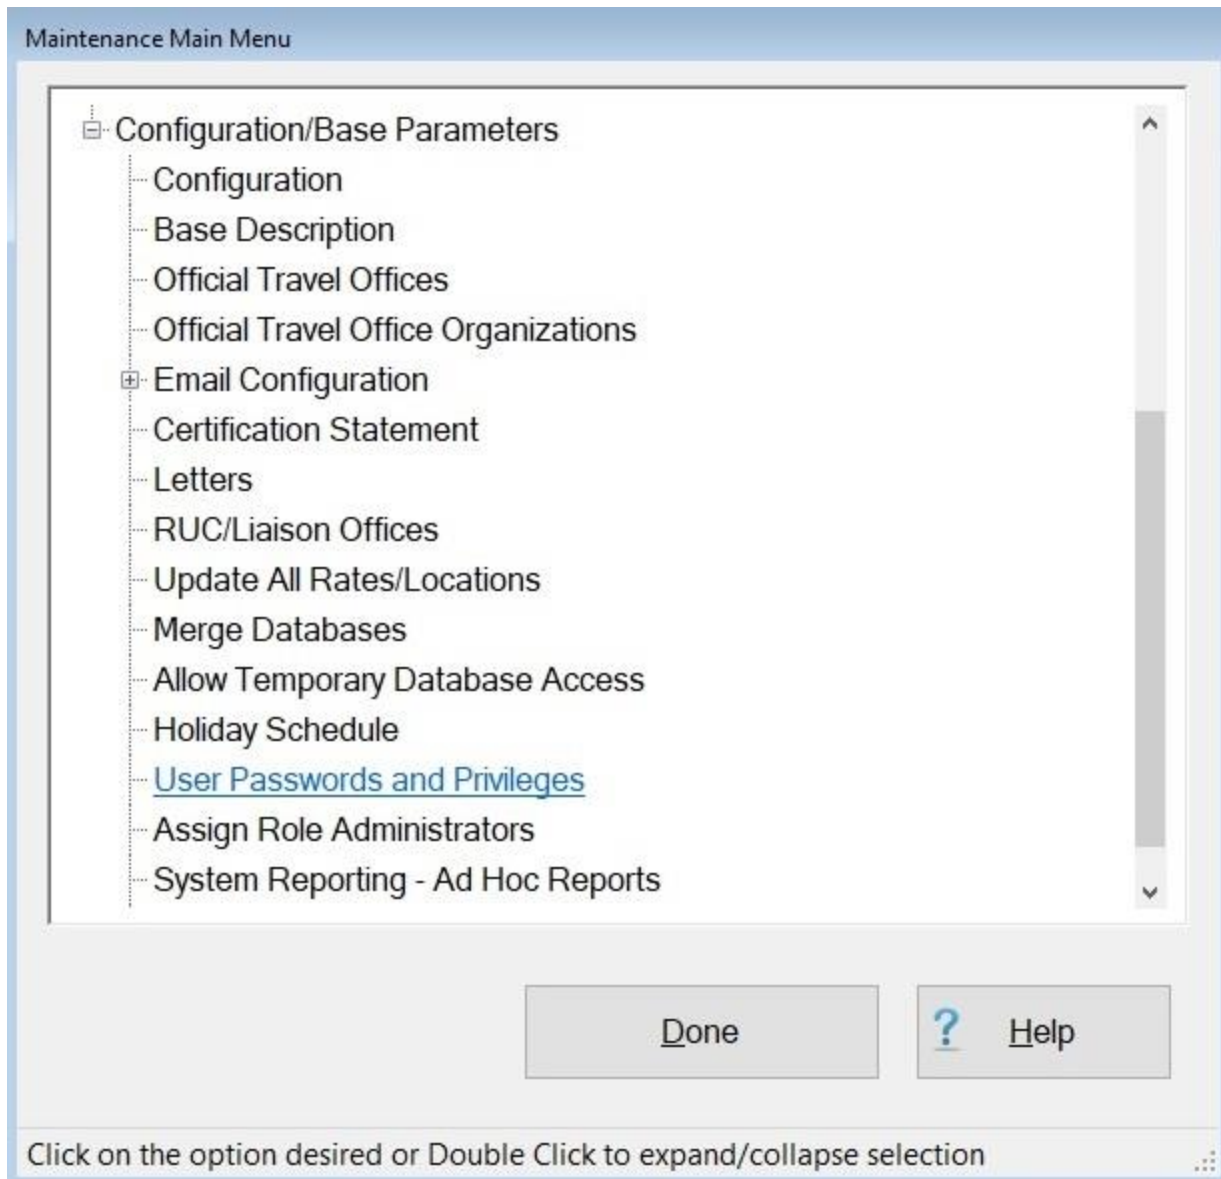 Maintenance Main Menu
Configuration/Base Parameters
Configuration
Base Description
Official Travel Offices
Official Travel Office Organizations
Email Configuration
Certification Statement
Letters
RUC/Liaison Offices
Update All Rates/Locations
Merge Databases
Allow Temporary Database Access
Holiday Schedule
User Passwords and Privileges
Assign Role Administrators
System Reporting - Ad Hoc Reports
Done
? Help
Click on the option desired or Double Click to expand/collapse selection